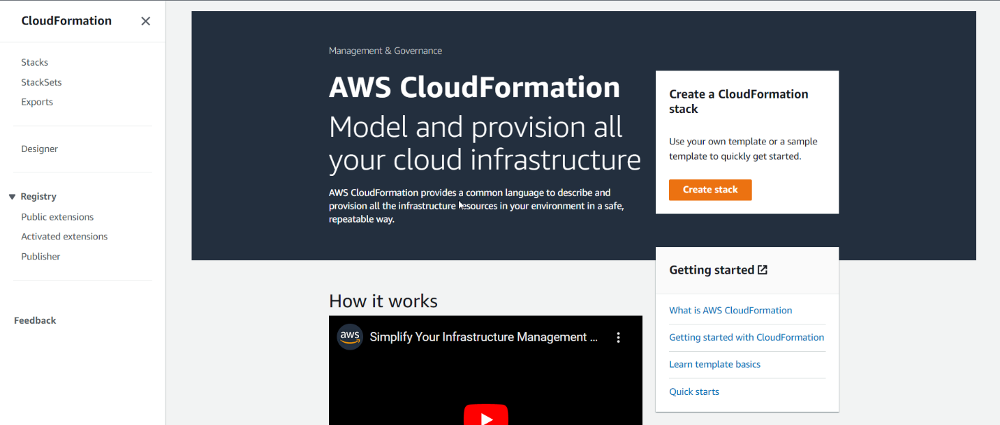 CloudFormation
Stacks
StackSets
Exports
Designer
Registry
Public extensions
Activated extensions
Publisher
Feedback
Management & Governance
AWS CloudFormation
Model and provision all
your cloud infrastructure
AWS CloudFormation provides a common language to describe and
provision all the infrastructure resources in your environment in a safe,
repeatable way.
Create a CloudFormation
stack
Use your own template or a sample
template to quickly get started.
Create stack
How it works
aws
Simplify Your Infrastructure Management ...
Getting started
What is AWS CloudFormation
Getting started with CloudFormation
Learn template basics
Quick starts